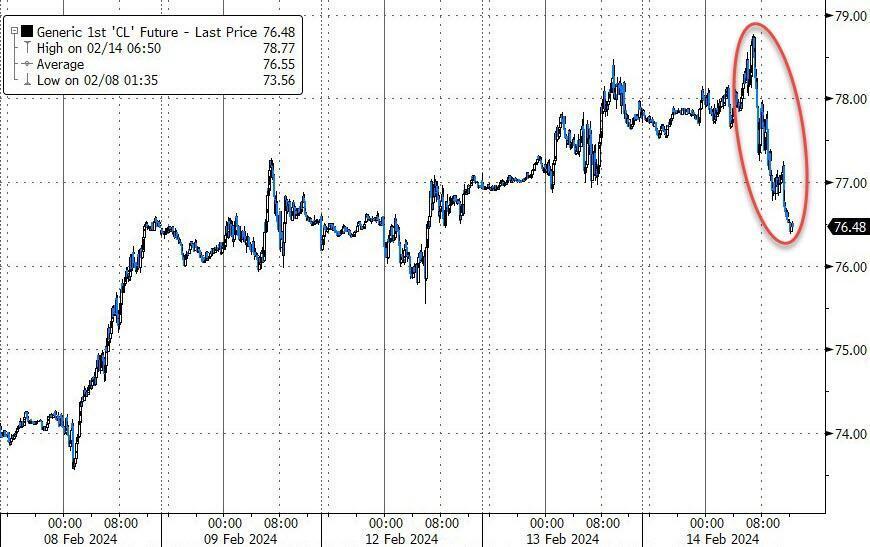 Generic 1st 'CL' Future - Last Price 76.48
High on 02/14 06:50 78.77
Average 76.55
Low on 02/08 01:35 73.56
79.00
78.00
77.00
76.48
76.00
75.00
74.00
00:00 08:00 00:00 08:00 00:00 08:00 00:00 08:00 00:00 08:00
08 Feb 2024 09 Feb 2024 12 Feb 2024 13 Feb 2024 14 Feb 2024